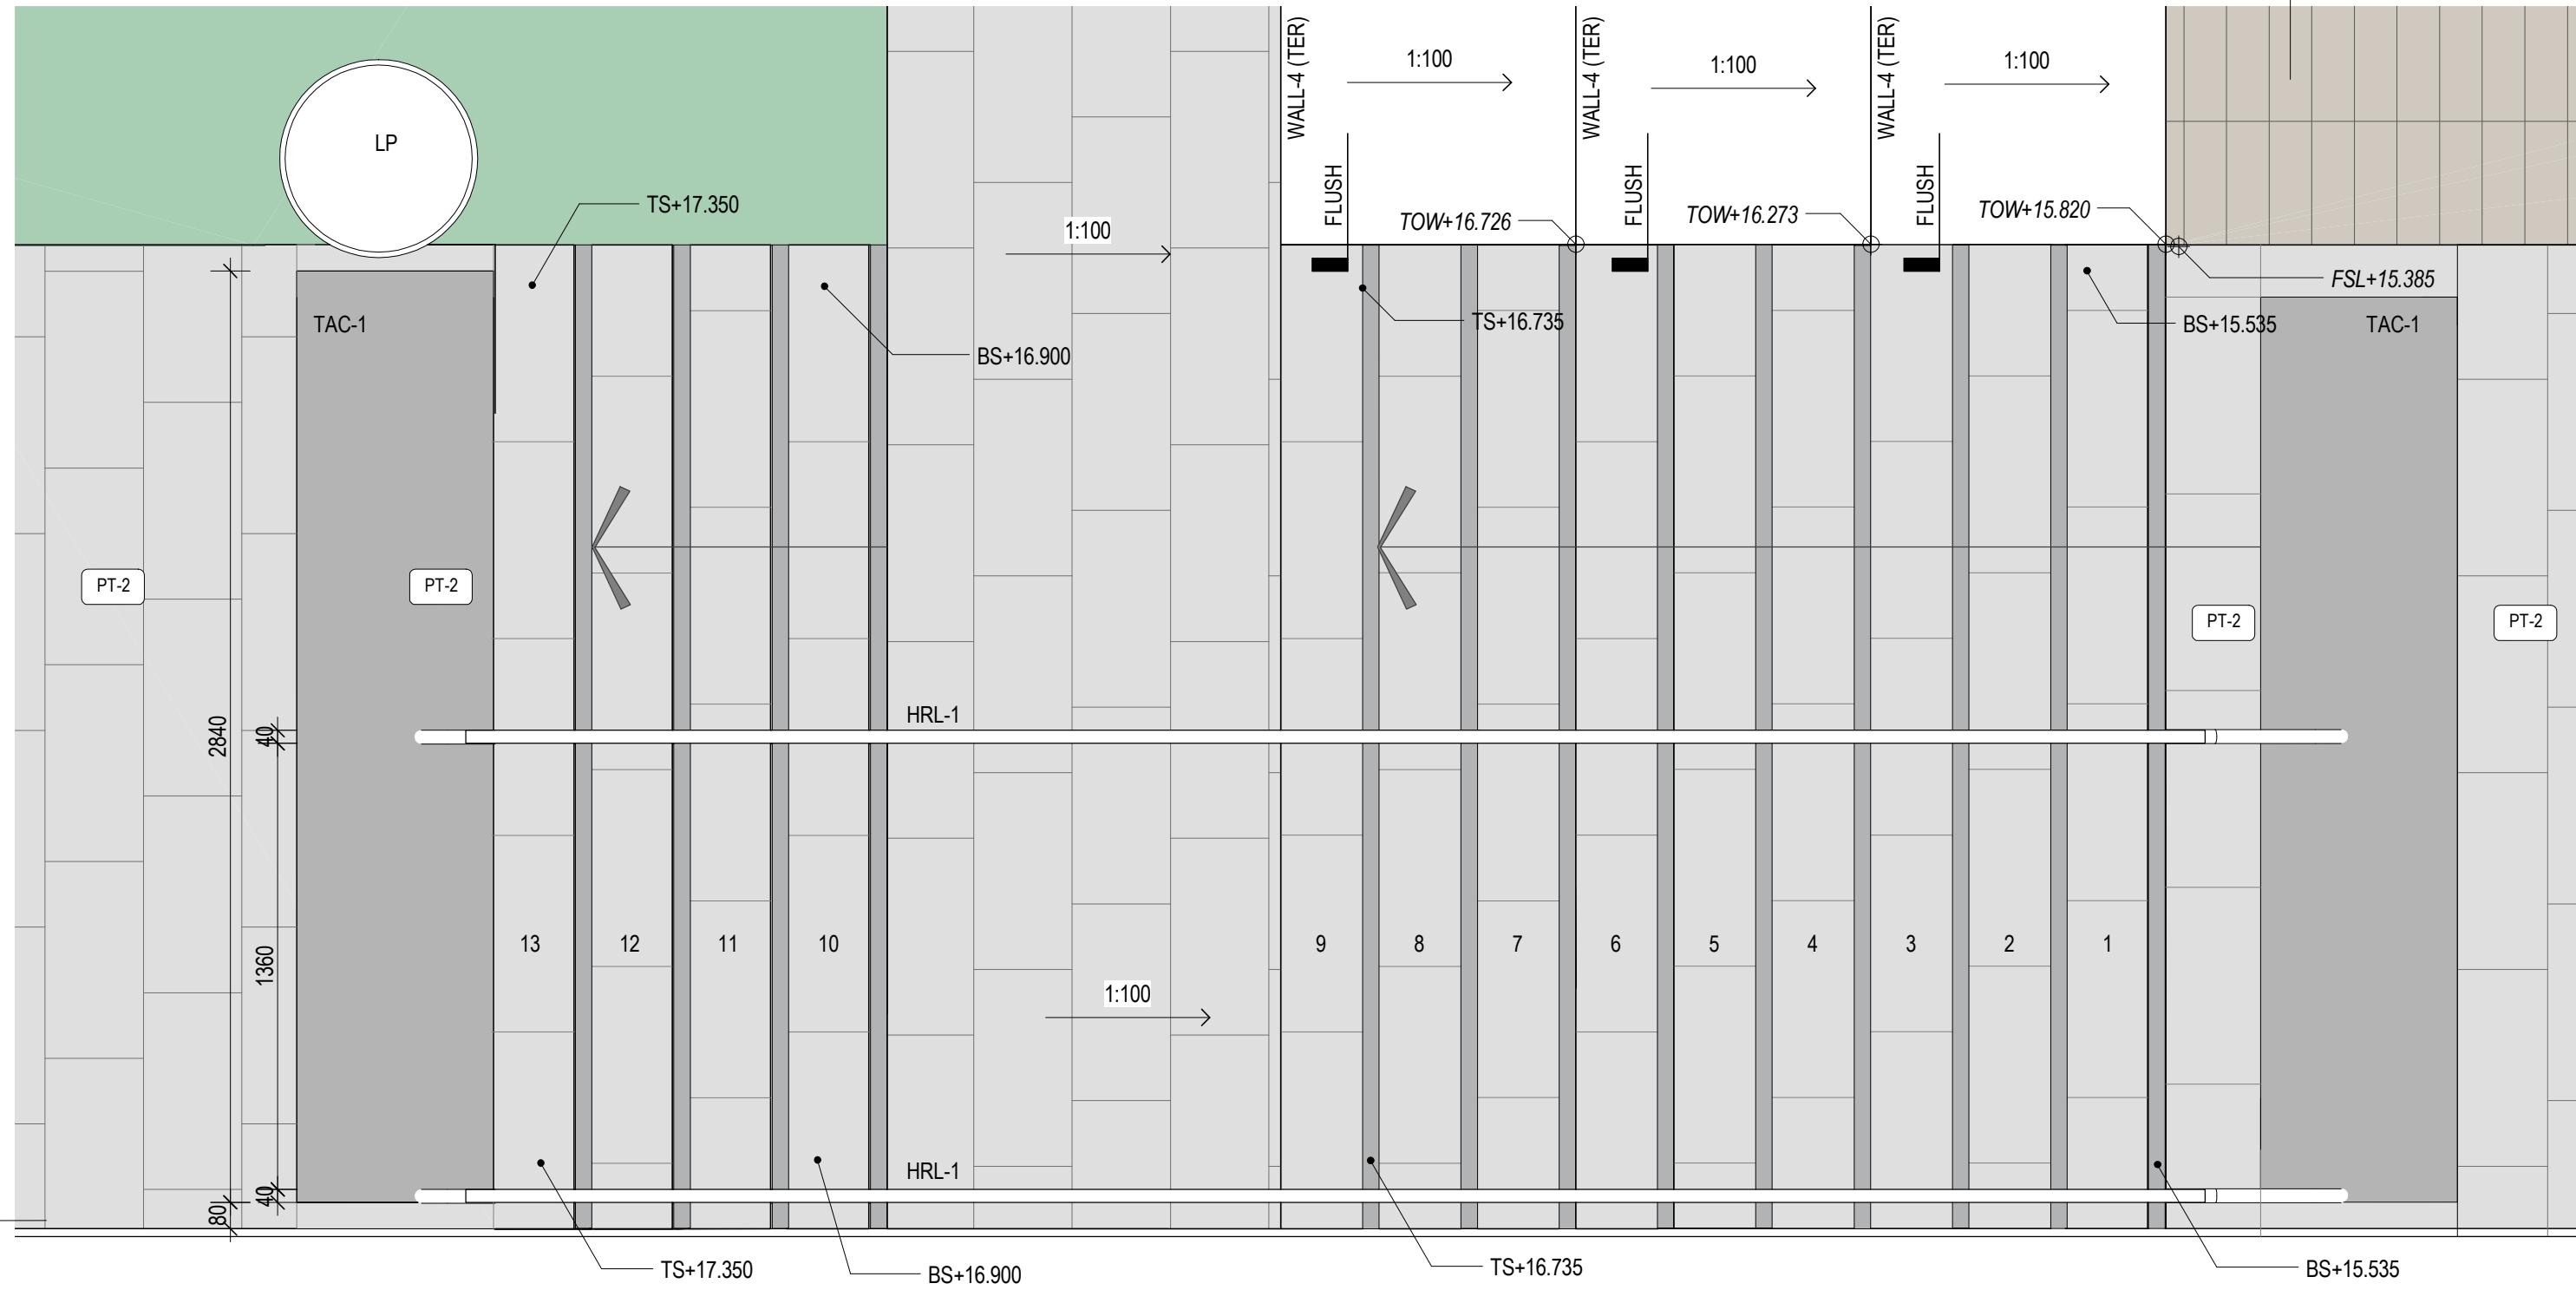 WALL-4 (TER)
WALL-4 (TER)
WALL-4 (TER)
1:100
1:100
1:100
LP
FLUSH
FLUSH
FLUSH
TS+17.350
TOW+16.726
TOW+16.273
TOW+15.820
1:100
FSL+15.385
TAC-1
TS+16.735
BS+15.535
TAC-1
BS+16.900
PT-2
PT-2
PT-2
PT-2
HRL-1
2840
40
13
12
11
10
9
8
7
6
5
4
3
2
1
1360
1:100
HRL-1
40
80
TS+17.350
BS+16.900
TS+16.735
BS+15.535